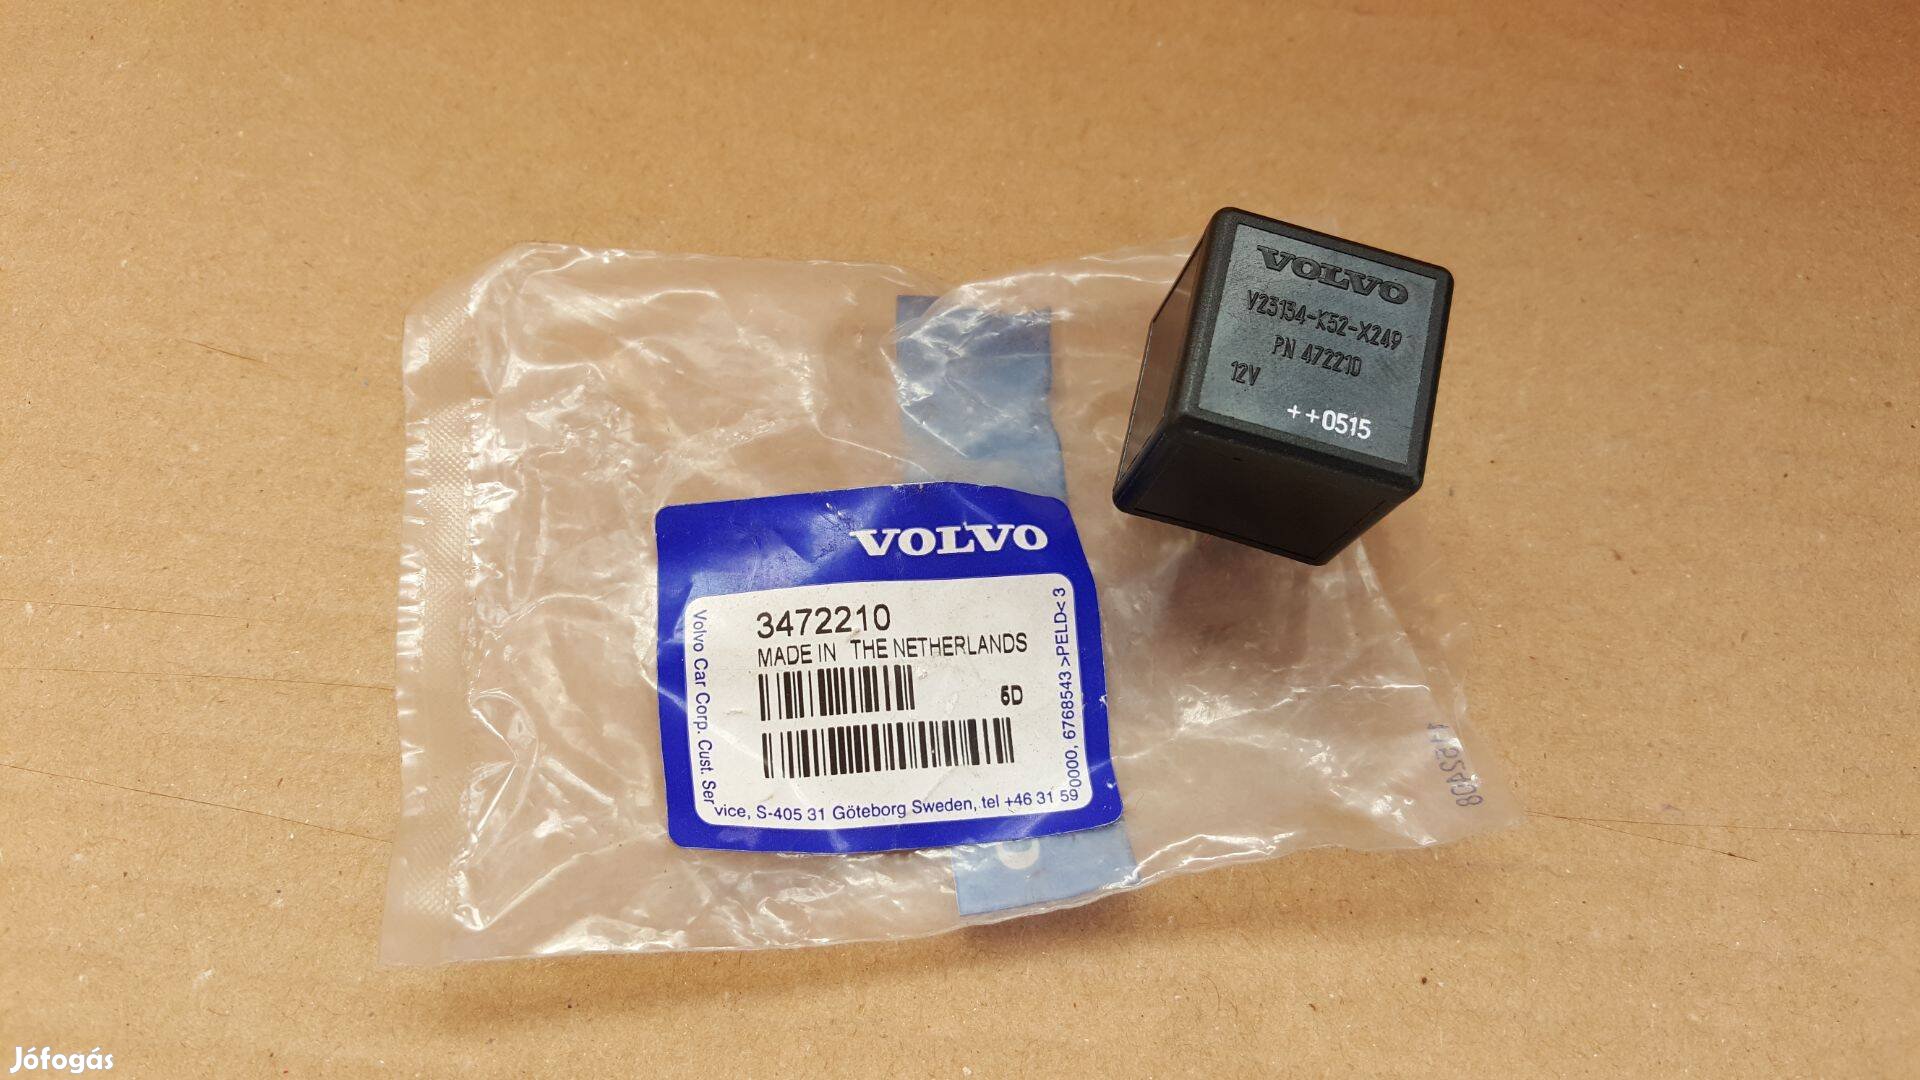 VOLVO
V23134-K52-X249
PN 472210
12V
++0515
VOLVO
3472210
MADE IN THE NETHERLANDS
5D
Volvo Car Corp. Cust. Service, S-405 31 Göteborg Sweden, tel +46 31 590000, 6768543 >PELD< 3
Jófogás